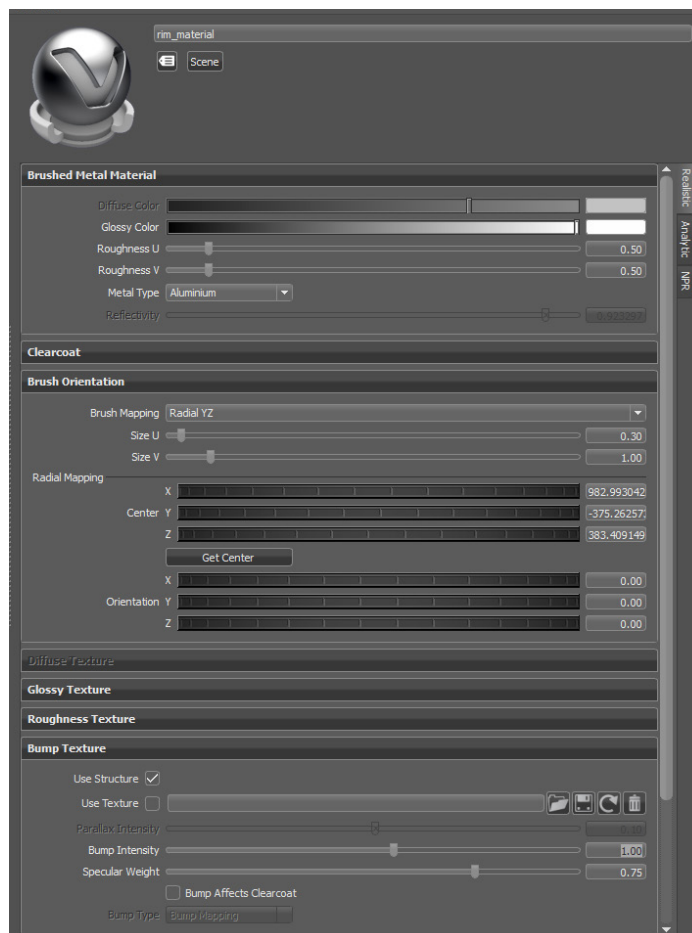 rim_material
Scene
Brushed Metal Material
Diffuse Color
Glossy Color
Roughness U 0.50
Roughness V 0.50
Metal Type Aluminium
Reflectivity 0.923297
Clearcoat
Brush Orientation
Brush Mapping Radial YZ
Size U 0.30
Size V 1.00
Radial Mapping
X 982.993042
Center Y -375.26257
Z 383.409149
Get Center
X 0.00
Orientation Y 0.00
Z 0.00
Diffuse Texture
Glossy Texture
Roughness Texture
Bump Texture
Use Structure
Use Texture
Parallax Intensity
Bump Intensity 1.00
Specular Weight 0.75
Bump Affects Clearcoat
Bump Type Bump Mapping
Realistic
Analytic
NPR